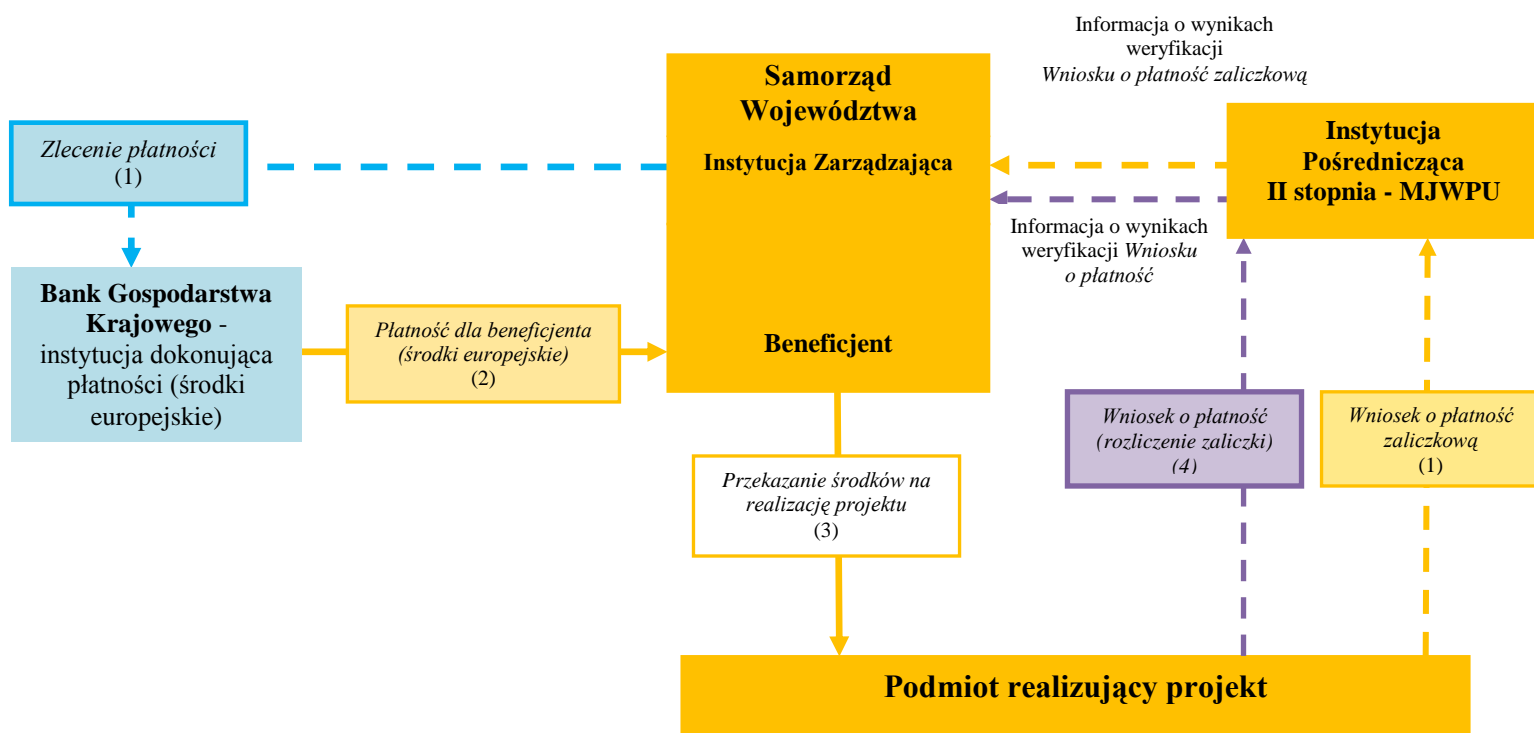 Informacja o wynikach
weryfikacji
Wniosku o płatność zaliczkową
Samorząd
Województwa
Instytucja Zarządzająca
Beneficjent
Instytucja
Pośrednicząca
II stopnia - MJWPU
Zlecenie płatności
(1)
Informacja o wynikach
weryfikacji Wniosku
o płatność
Bank Gospodarstwa
Krajowego -
instytucja dokonująca
płatności (środki
europejskie)
Płatność dla beneficjenta
(środki europejskie)
(2)
Wniosek o płatność
(rozliczenie zaliczki)
(4)
Wniosek o płatność
zaliczkową
(1)
Przekazanie środków na
realizację projektu
(3)
Podmiot realizujący projekt